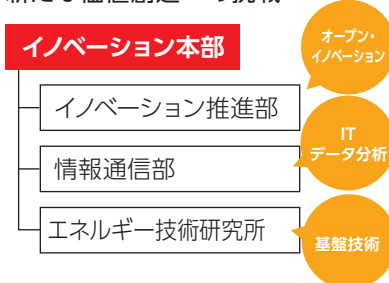 イノベーション本部
オープン・
イノベーション
イノベーション推進部
IT
データ分析
情報通信部
エネルギー技術研究所
基盤技術